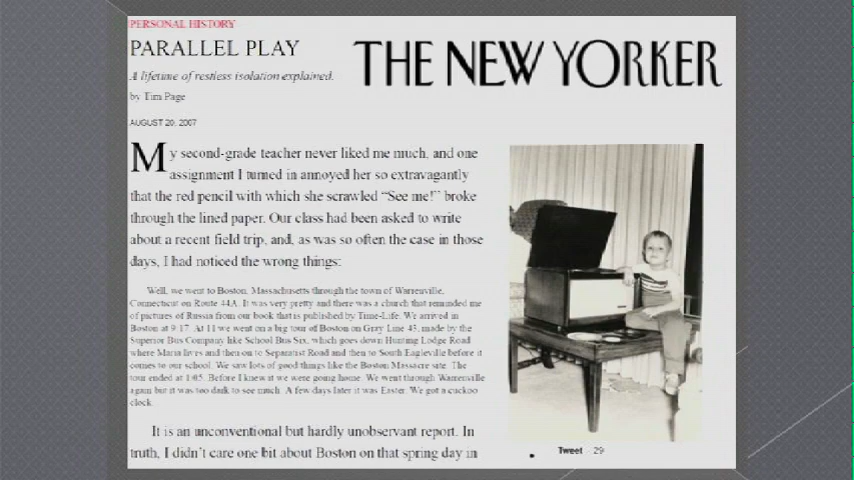 PERSONAL HISTORY
PARALLEL PLAY
A lifetime of restless isolation explained.
by Tim Page
AUGUST 20, 2007
THE NEW YORKER
My second-grade teacher never liked me much, and one
assignment I turned in annoyed her so extravagantly
that the red pencil with which she scrawled “See me!” broke
through the lined paper. Our class had been asked to write
about a recent field trip, and, as was so often the case in those
days, I had noticed the wrong things:
Well, we went to Boston, Massachusetts through the town of Warrenville,
Connecticut on Route 44A. It was very pretty and there was a church that reminded me
of pictures of Russia from our book that is published by Time-Life. We arrived in
Boston at 9:17. At 11 we went on a big tour of Boston on Gray Line 43, made by the
Superior Bus Company like School Bus Six, which goes down Hunting Lodge Road
where Maria lives and then on to Separatist Road and then to South Eagleville before it
comes to our school. We saw lots of good things like the Boston Massacre site. The
tour ended at 1:05. Before I knew it we were going home. We went through Warrenville
again but it was too dark to see much. A few days later it was Easter. We got a cuckoo
clock.
It is an unconventional but hardly unobservant report. In
truth, I didn’t care one bit about Boston on that spring day in
Tweet 29